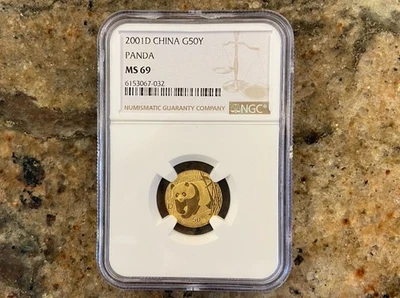 2001D CHINA G50Y
PANDA
MS 69
6153067-032
NUMISMATIC GUARANTY COMPANY
NGC